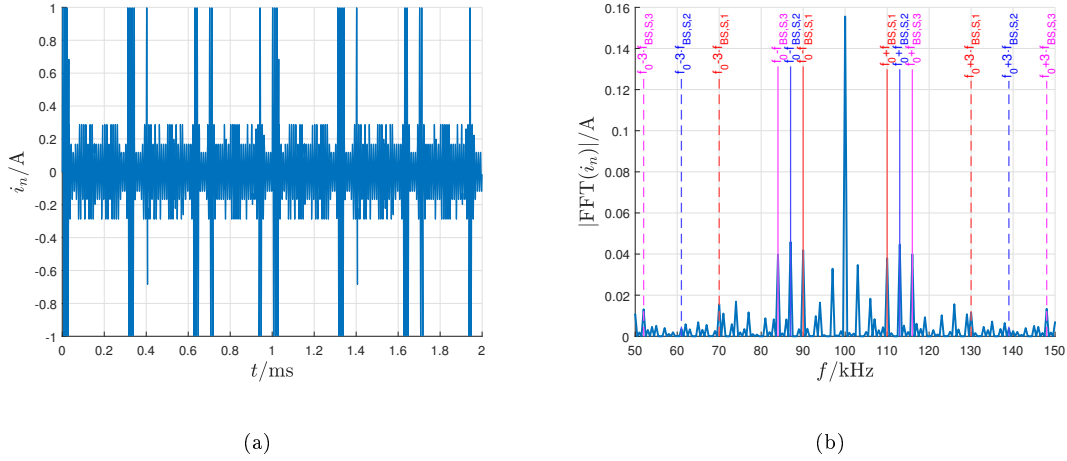 1
0.8
0.6
0.4
0.2
0
-0.2
-0.4
-0.6
-0.8
-1
i_n/A
0 0.2 0.4 0.6 0.8 1 1.2 1.4 1.6 1.8 2
t/ms
(a)
0.16
0.14
0.12
0.1
0.08
0.06
0.04
0.02
0
|FFT(i_n)|/A
f_0-3·f_BS,S,3
f_0-3·f_BS,S,2
f_0-3·f_BS,S,1
f_0-f_BS,S,3
f_0-f_BS,S,2
f_0-f_BS,S,1
f_0+f_BS,S,1
f_0+f_BS,S,2
f_0+f_BS,S,3
f_0+3·f_BS,S,1
f_0+3·f_BS,S,2
f_0+3·f_BS,S,3
50 60 70 80 90 100 110 120 130 140 150
f/kHz
(b)